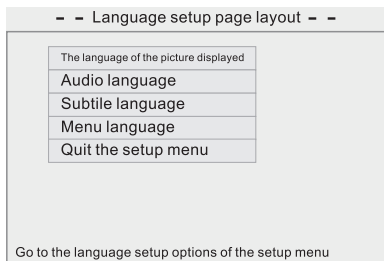 – – Language setup page layout – –
The language of the picture displayed
Audio language
Subtile language
Menu language
Quit the setup menu
Go to the language setup options of the setup menu